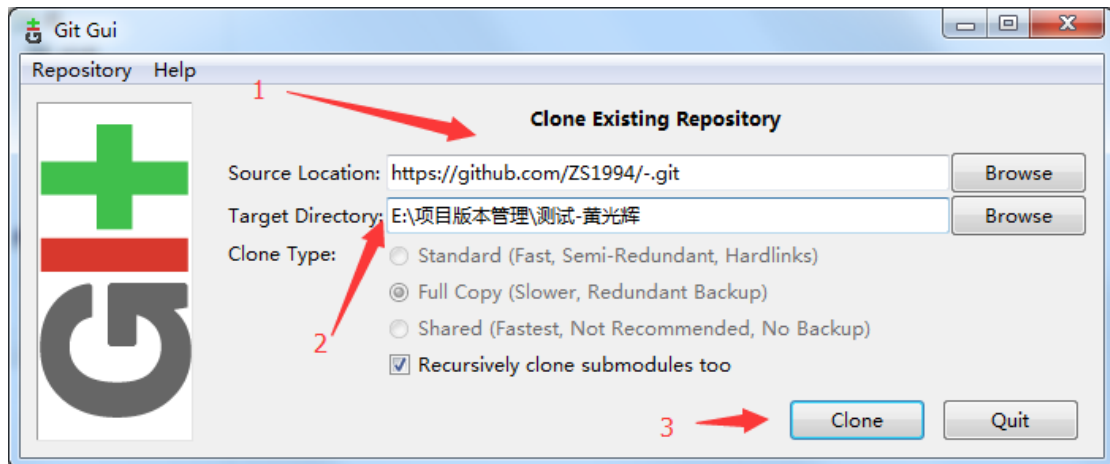 Git Gui
Repository Help
1
Clone Existing Repository
Source Location: https://github.com/ZS1994/-.git Browse
Target Directory: E:\项目版本管理\测试-黄光辉 Browse
Clone Type: Standard (Fast, Semi-Redundant, Hardlinks)
Full Copy (Slower, Redundant Backup)
Shared (Fastest, Not Recommended, No Backup)
2
Recursively clone submodules too
3
Clone Quit
GIT